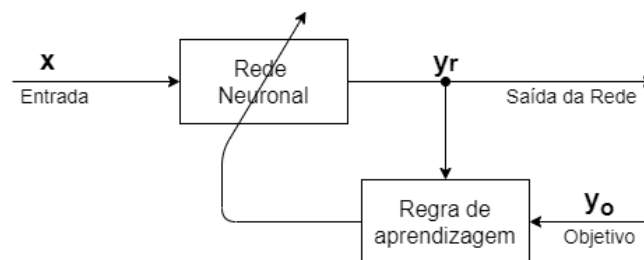 x
Entrada
Rede
Neuronal
yr
Saída da Rede
Regra de
aprendizagem
yo
Objetivo